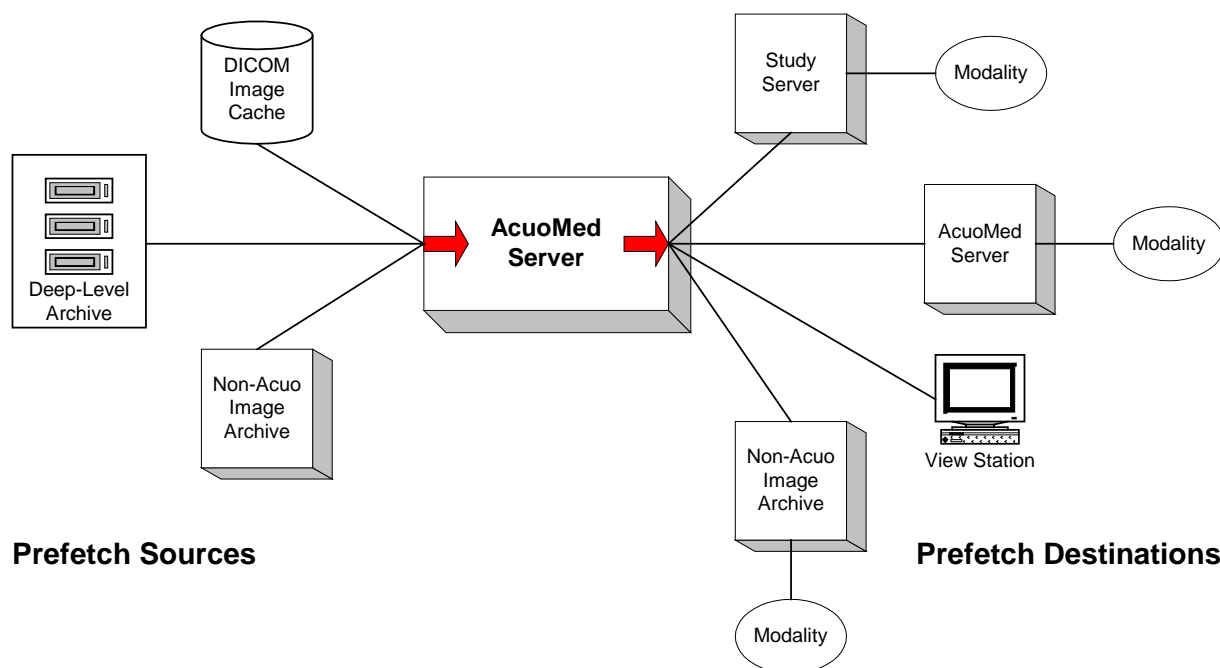 DICOM
Image
Cache
Deep-Level
Archive
Non-Acuo
Image
Archive
AcuoMed
Server
Study
Server
Modality
AcuoMed
Server
Modality
View Station
Non-Acuo
Image
Archive
Modality
Prefetch Sources
Prefetch Destinations